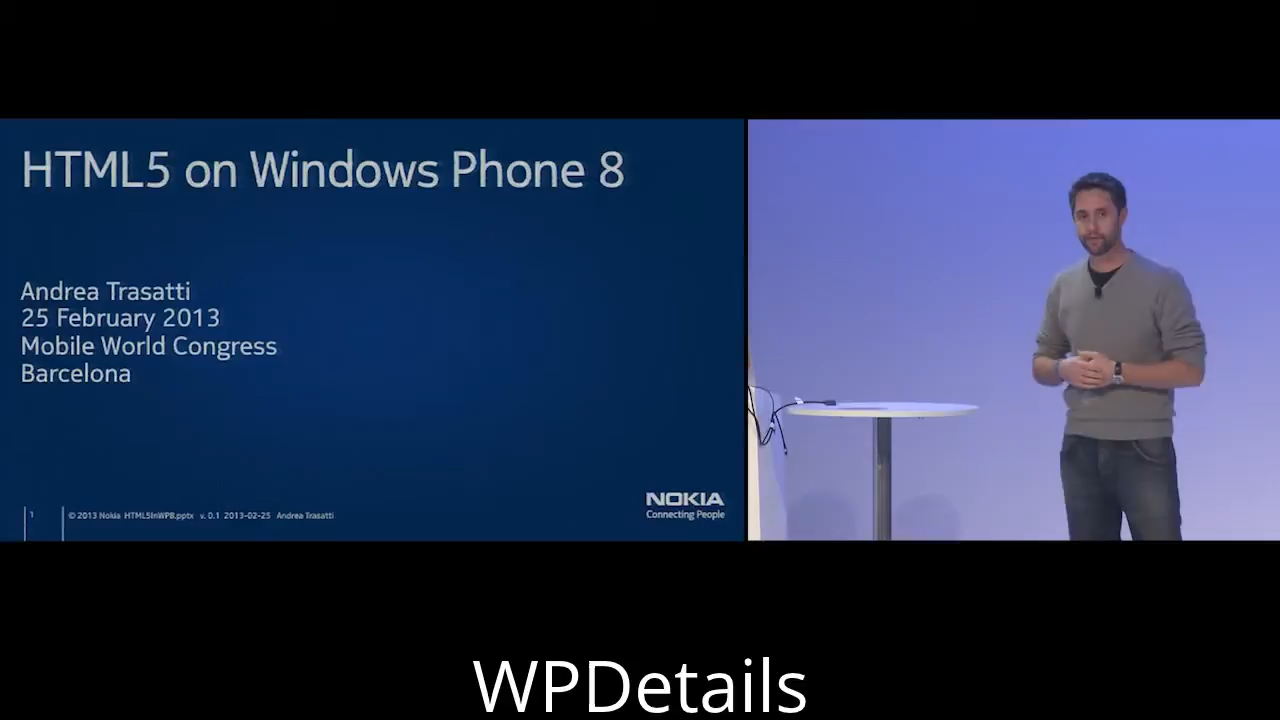 HTML5 on Windows Phone 8
Andrea Trasatti
25 February 2013
Mobile World Congress
Barcelona
1
© 2013 Nokia HTML5InWP8.pptx v. 0.1 2013-02-25 Andrea Trasatti
NOKIA
Connecting People
WPDetails